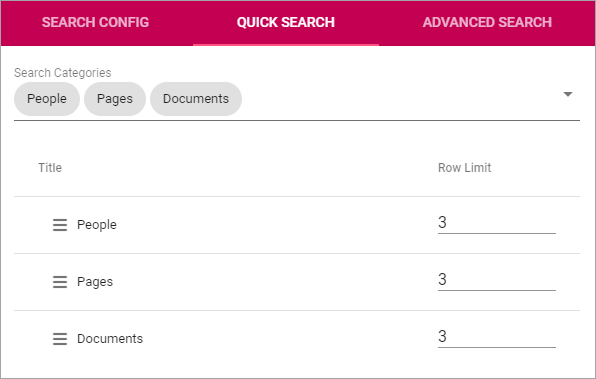 SEARCH CONFIG QUICK SEARCH ADVANCED SEARCH
Search Categories
People Pages Documents
Title Row Limit
People 3
Pages 3
Documents 3